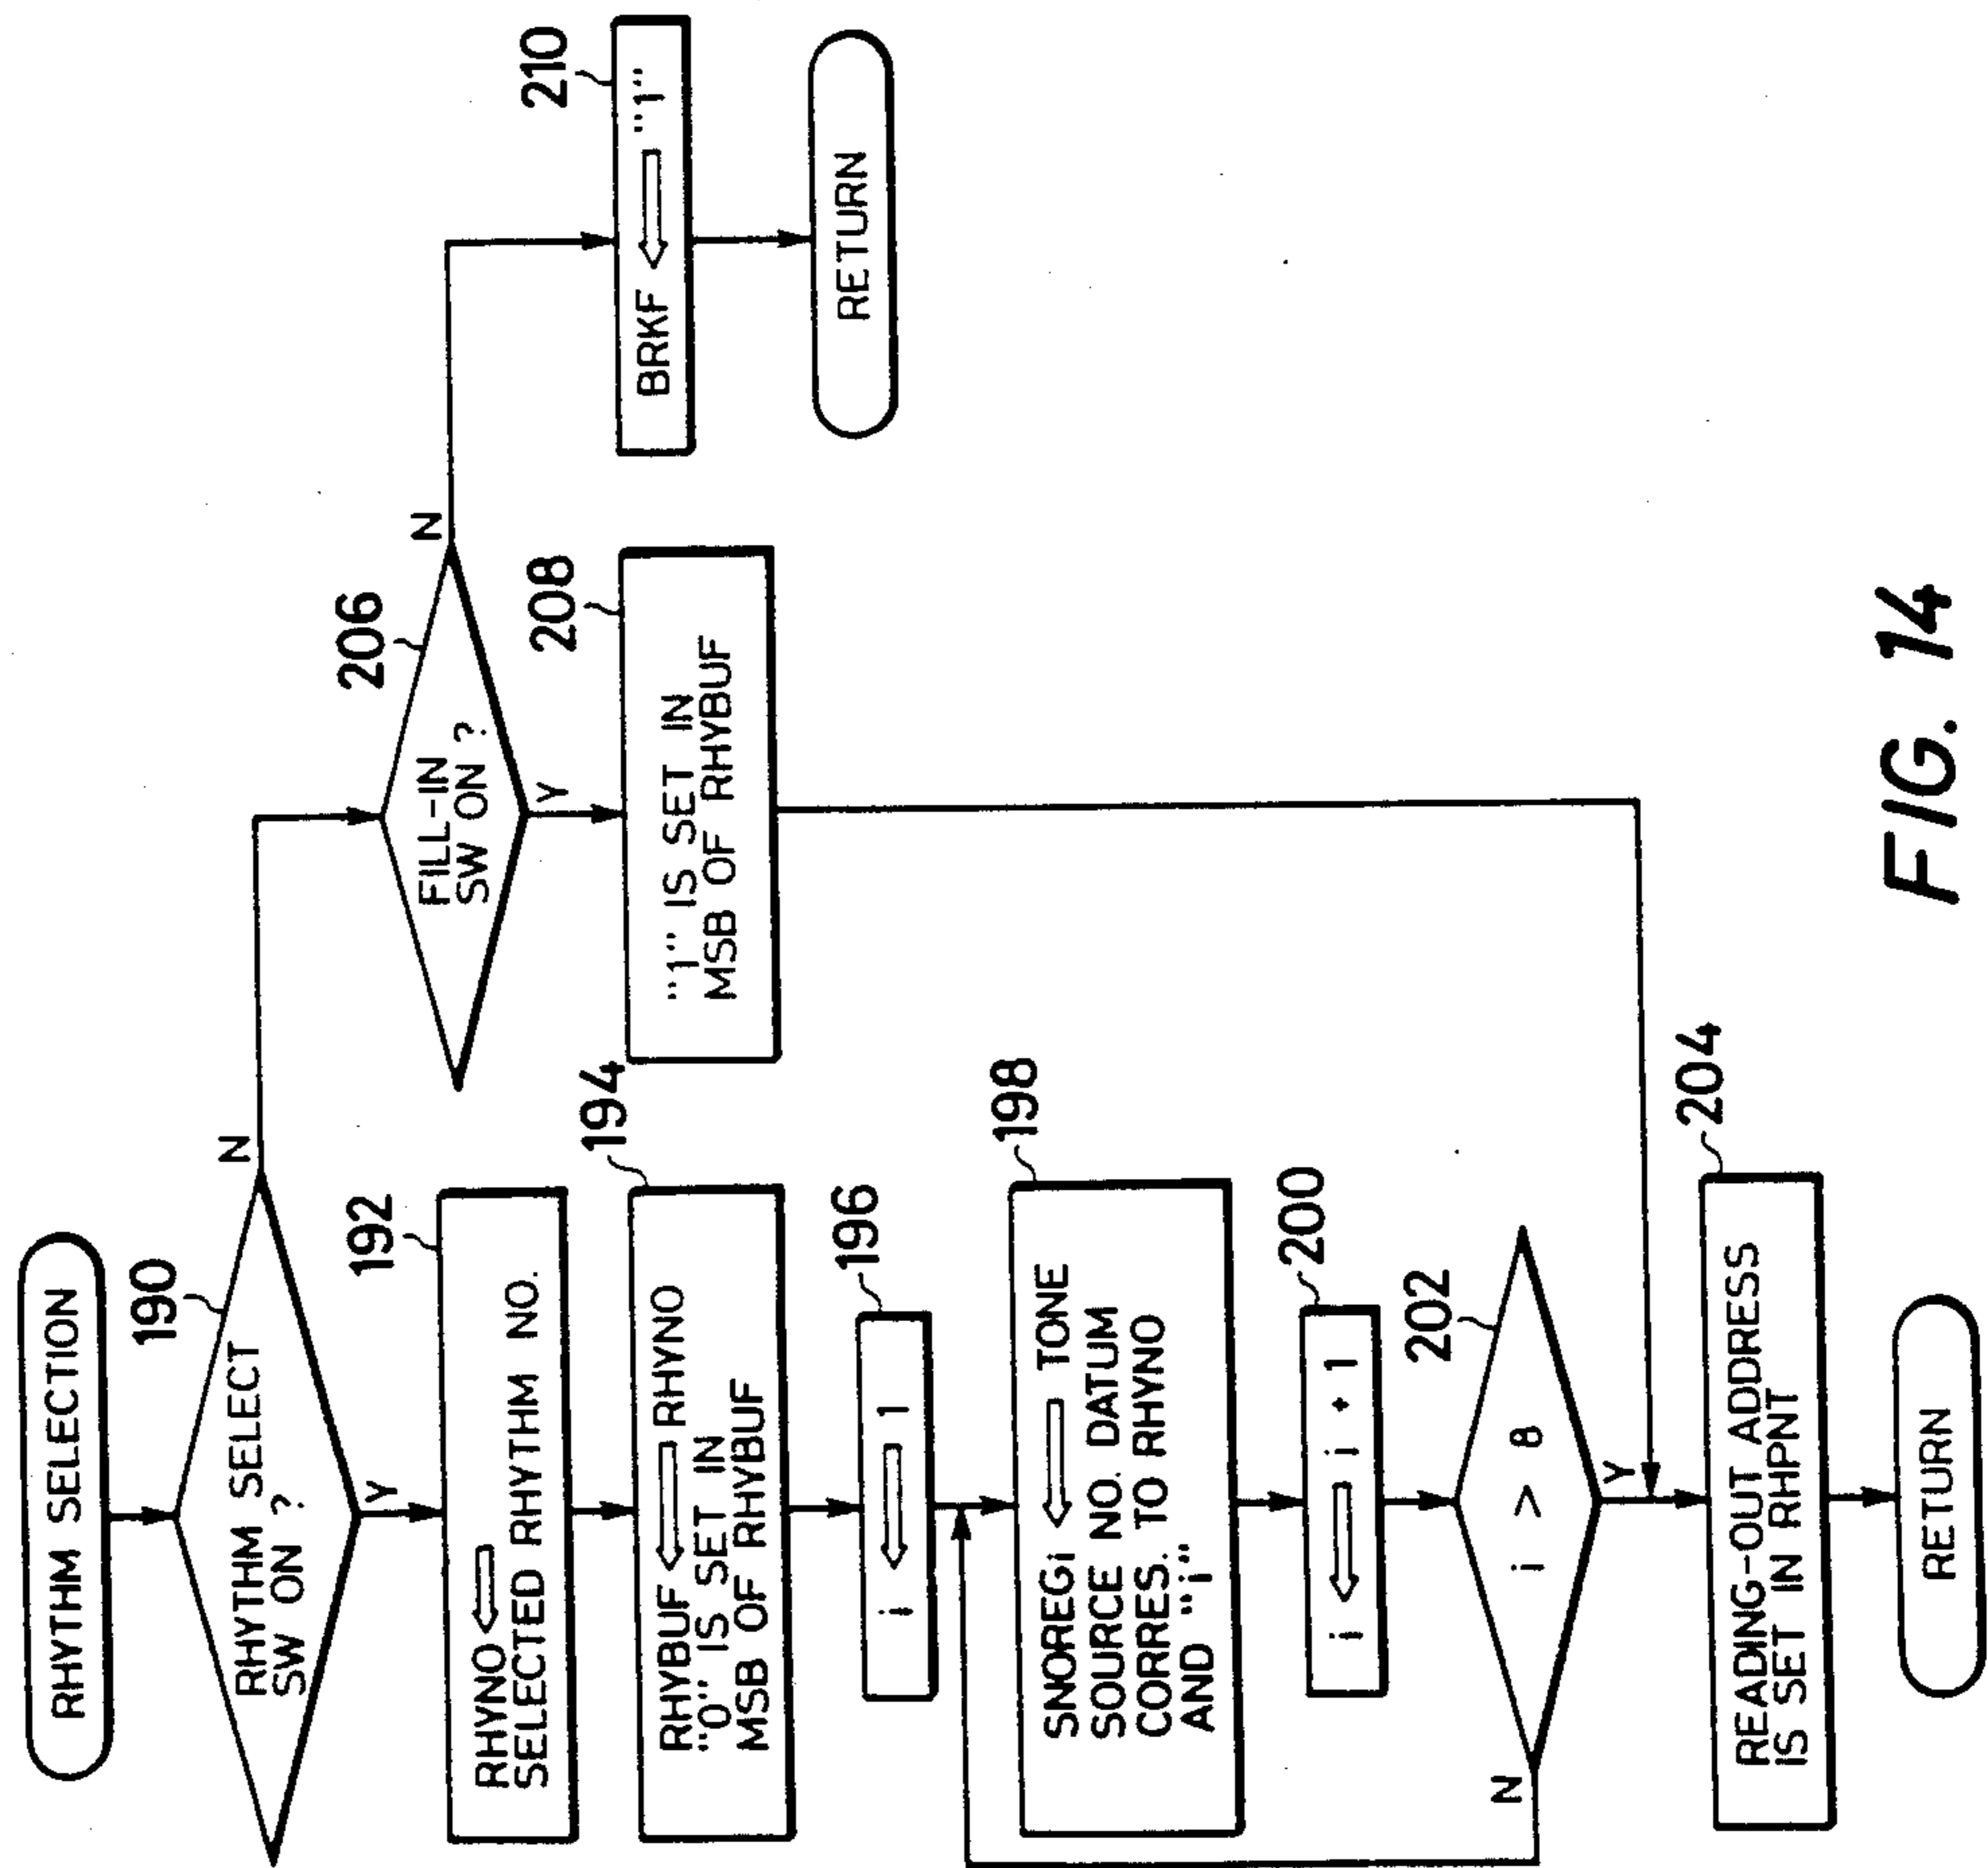 RHYTHM SELECTION
190
RHYTHM SELECT
SW ON ?
N
Y
192
RHYNO ⇐
SELECTED RHYTHM NO.
194
RHYBUF ⇐ RHYNO
"0" IS SET IN
MSB OF RHYBUF
196
i ⇐ 1
198
SNOREGi ⇐ TONE
SOURCE NO. DATUM
CORRES. TO RHYNO
AND "i"
200
i ⇐ i + 1
202
i > 8
N
Y
204
READING-OUT ADDRESS
IS SET IN RHPNT
RETURN
206
FILL-IN
SW ON ?
N
Y
208
"1" IS SET IN
MSB OF RHYBUF
210
BRKF ⇐ "1"
RETURN
FIG. 14